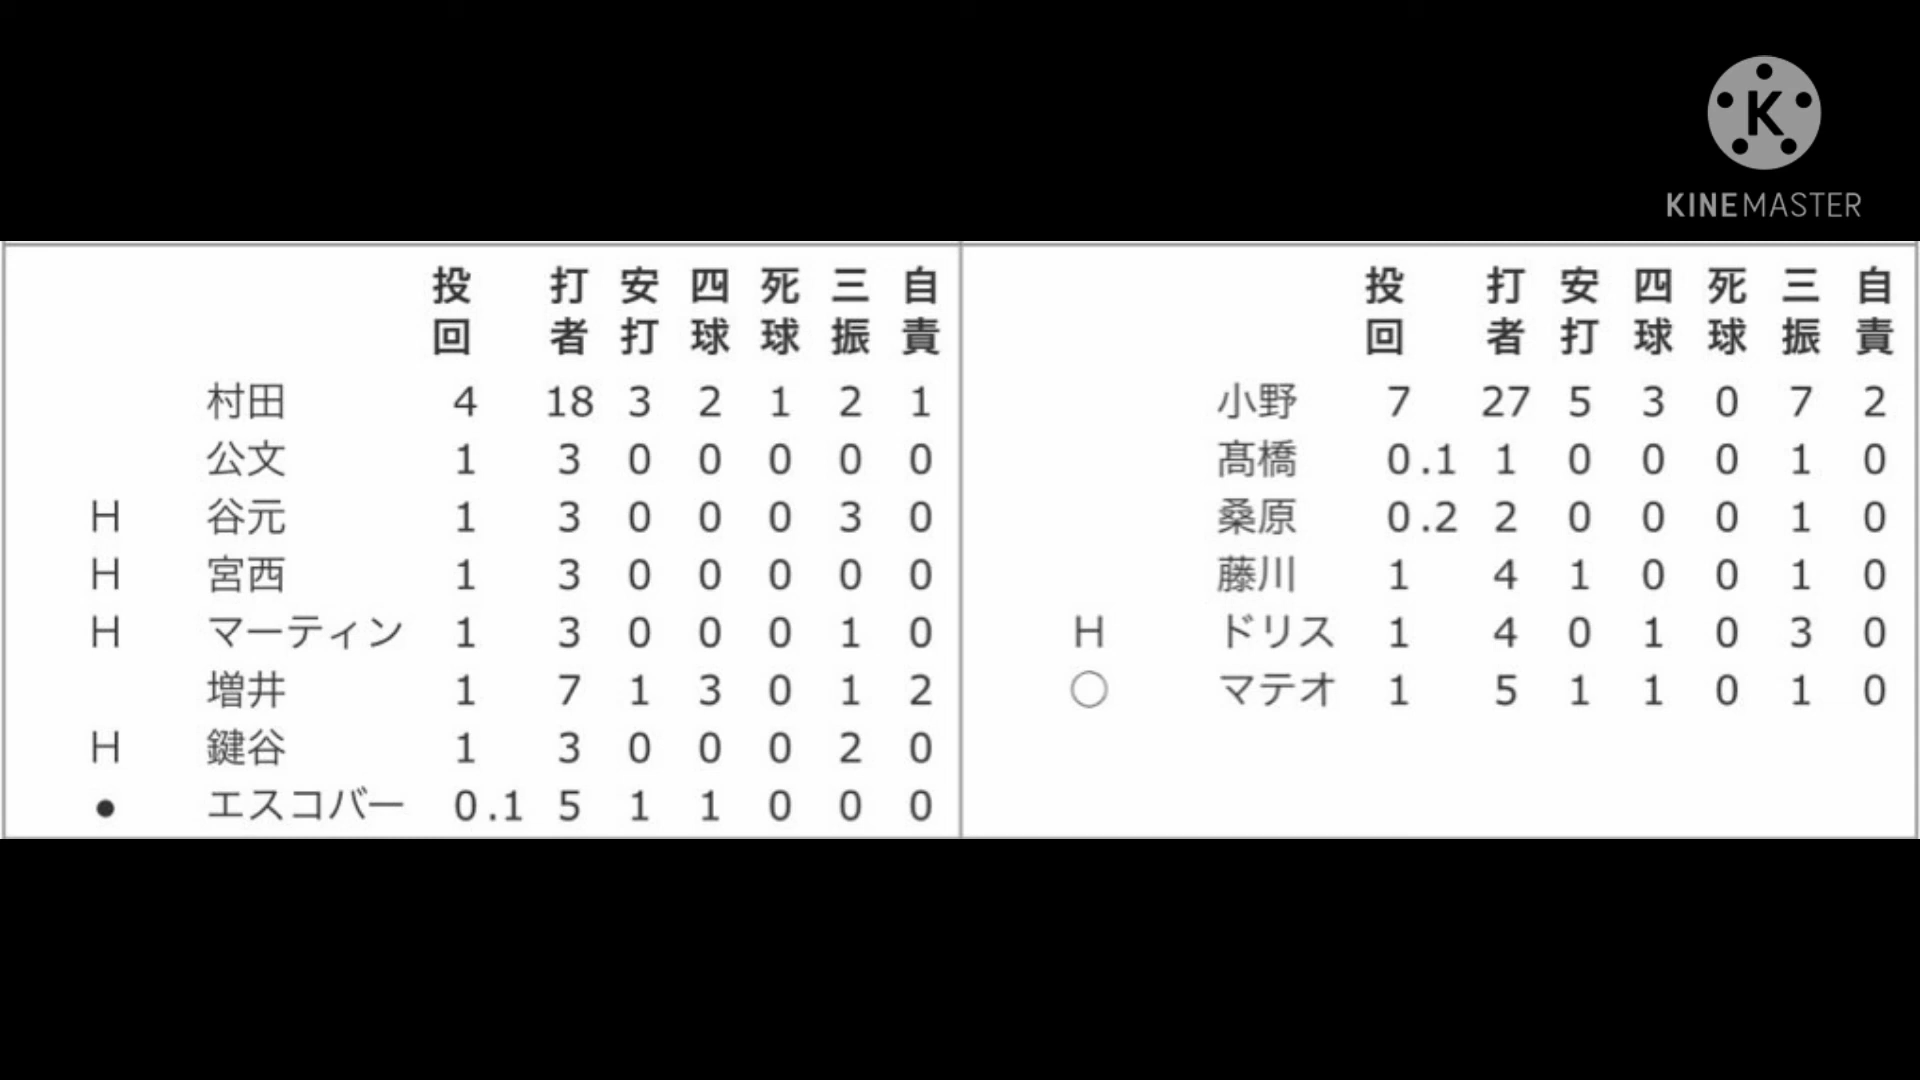 K
KINEMASTER
投回 打者 安打 四球 死球 三振 自責
村田 4 18 3 2 1 2 1
公文 1 3 0 0 0 0 0
H 谷元 1 3 0 0 0 3 0
H 宮西 1 3 0 0 0 0 0
H マーティン 1 3 0 0 0 1 0
増井 1 7 1 3 0 1 2
H 鍵谷 1 3 0 0 0 2 0
● エスコバー 0.1 5 1 1 0 0 0
投回 打者 安打 四球 死球 三振 自責
小野 7 27 5 3 0 7 2
髙橋 0.1 1 0 0 0 1 0
桑原 0.2 2 0 0 0 1 0
藤川 1 4 1 0 0 1 0
H ドリス 1 4 0 1 0 3 0
○ マテオ 1 5 1 1 0 1 0